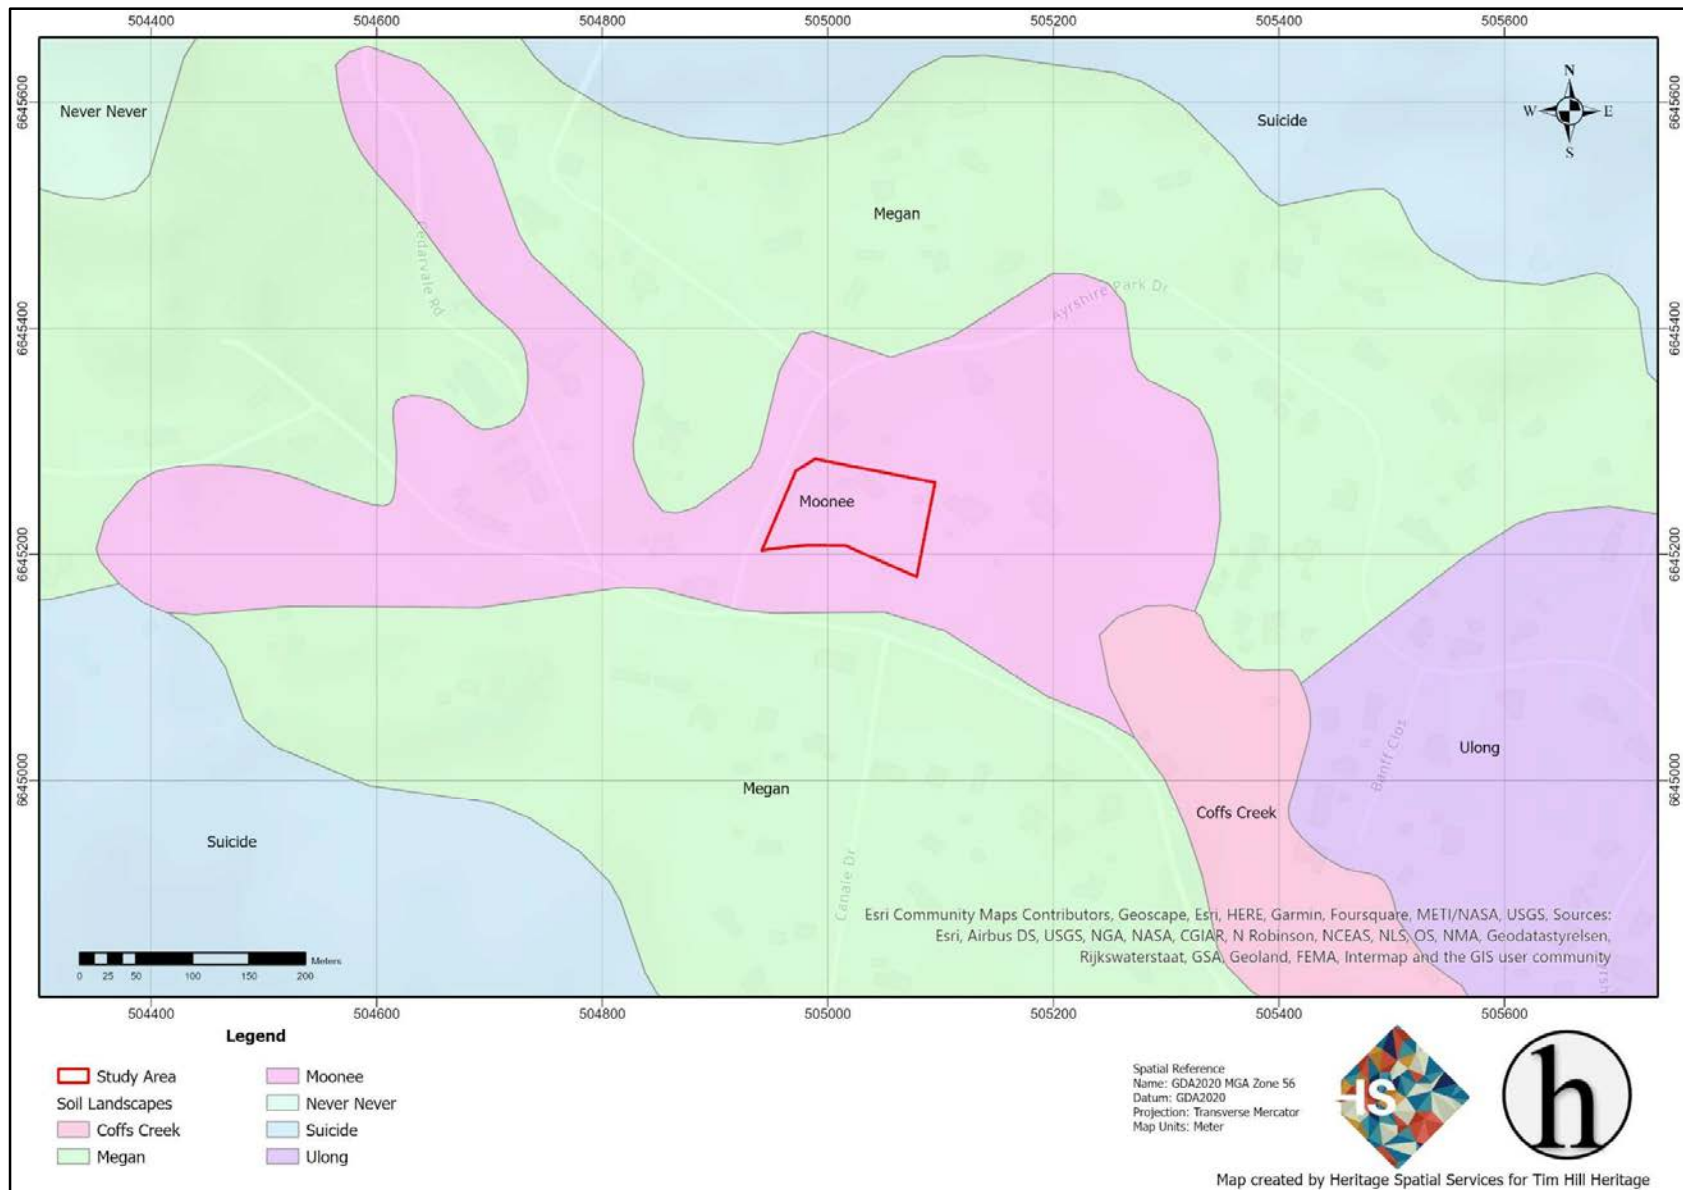 504400 504600 504800 505000 505200 505400 505600
6645600 6645600
6645400 6645400
6645200 6645200
6645000 6645000
N
W E
S
Never Never
Suicide
Megan
Cedarvale Rd
Ayrshire Park Dr
Moonee
Megan
Ulong
Banff Clos
Coffs Creek
Suicide
Canale Dr
Esri Community Maps Contributors, Geoscape, Esri, HERE, Garmin, Foursquare, METI/NASA, USGS, Sources:
Esri, Airbus DS, USGS, NGA, NASA, CGIAR, N Robinson, NCEAS, NLS, OS, NMA, Geodatastyrelsen,
Rijkswaterstaat, GSA, Geoland, FEMA, Intermap and the GIS user community
Meters
0 25 50 100 150 200
504400 504600 504800 505000 505200 505400 505600
Legend
Study Area
Soil Landscapes
Coffs Creek
Megan
Moonee
Never Never
Suicide
Ulong
Spatial Reference
Name: GDA2020 MGA Zone 56
Datum: GDA2020
Projection: Transverse Mercator
Map Units: Meter
HS
h
Map created by Heritage Spatial Services for Tim Hill Heritage